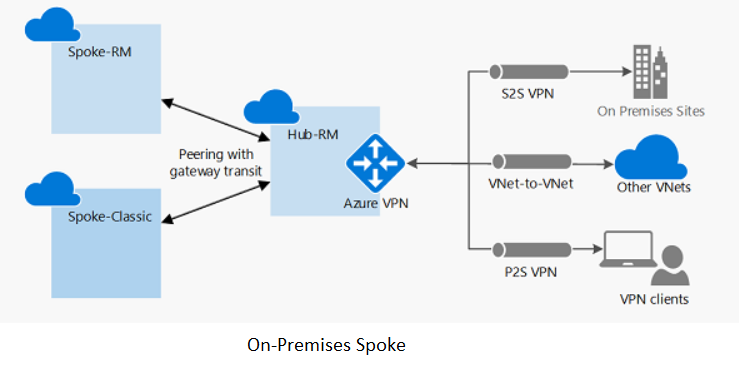 Spoke-RM
Hub-RM
Peering with
gateway transit
Spoke-Classic
Azure VPN
S2S VPN
On Premises Sites
VNet-to-VNet
Other VNets
P2S VPN
VPN clients
On-Premises Spoke